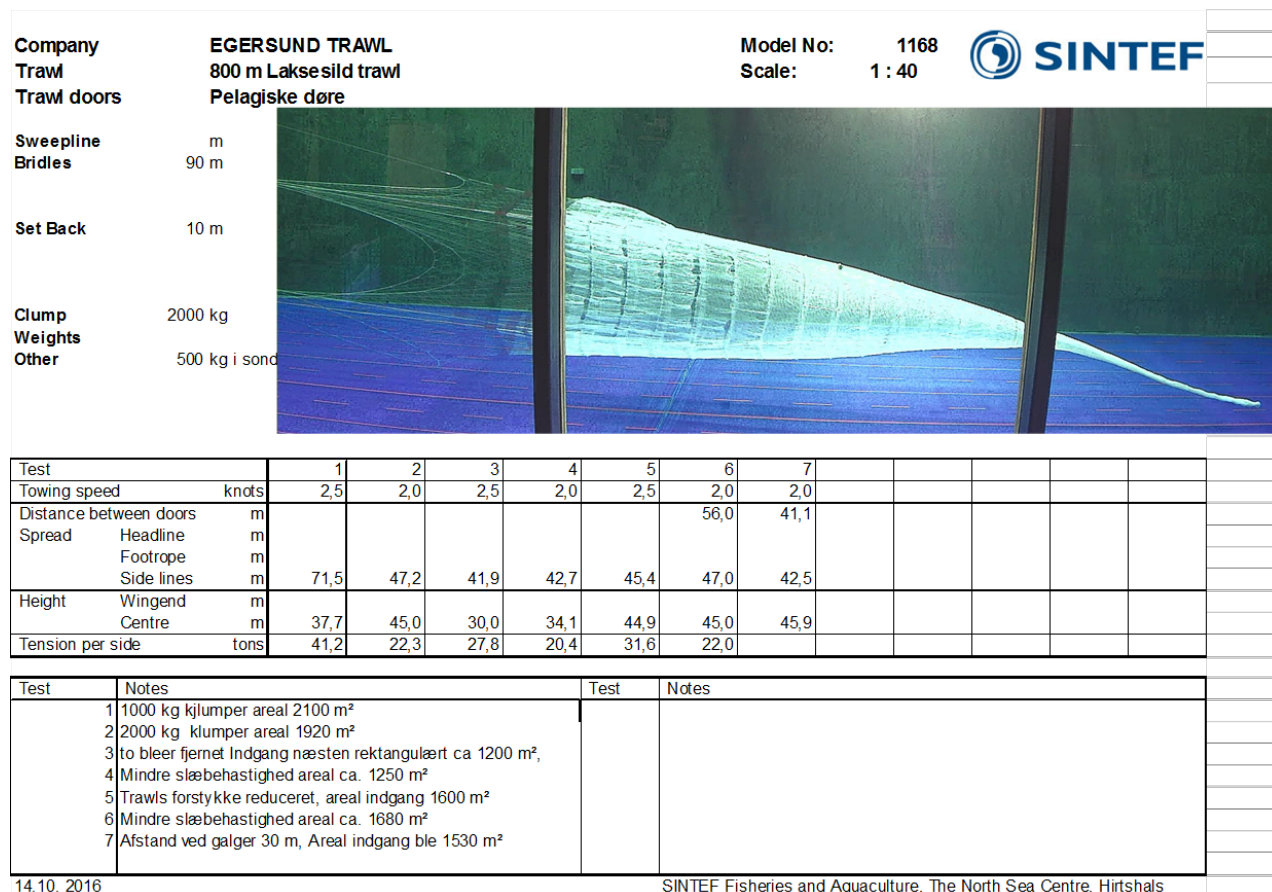 Company EGERSUND TRAWL Model No: 1168 SINTEF
Trawl 800 m Laksesild trawl Scale: 1 : 40
Trawl doors Pelagiske døre
Sweepline m
Bridles 90 m
Set Back 10 m
Clump 2000 kg
Weights
Other 500 kg i sond
Test 1 2 3 4 5 6 7
Towing speed knots 2,5 2,0 2,5 2,0 2,5 2,0 2,0
Distance between doors m 56,0 41,1
Spread Headline m
Footrope m
Side lines m 71,5 47,2 41,9 42,7 45,4 47,0 42,5
Height Wingend m
Centre m 37,7 45,0 30,0 34,1 44,9 45,0 45,9
Tension per side tons 41,2 22,3 27,8 20,4 31,6 22,0
Test Notes Test Notes
1 1000 kg kjlumper areal 2100 m²
2 2000 kg klumper areal 1920 m²
3 to bleer fjernet Indgang næsten rektangulært ca 1200 m²,
4 Mindre slæbehastighed areal ca. 1250 m²
5 Trawls forstykke reduceret, areal indgang 1600 m²
6 Mindre slæbehastighed areal ca. 1680 m²
7 Afstand ved galger 30 m, Areal indgang ble 1530 m²
14.10. 2016 SINTEF Fisheries and Aquaculture, The North Sea Centre, Hirtshals